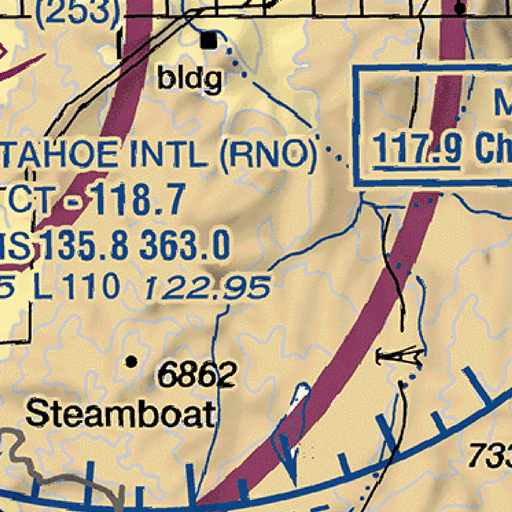 (253)
bldg
M
117.9 Ch
TAHOE INTL (RNO)
CT - 118.7
IS 135.8 363.0
5 L 110 122.95
6862
Steamboat
733